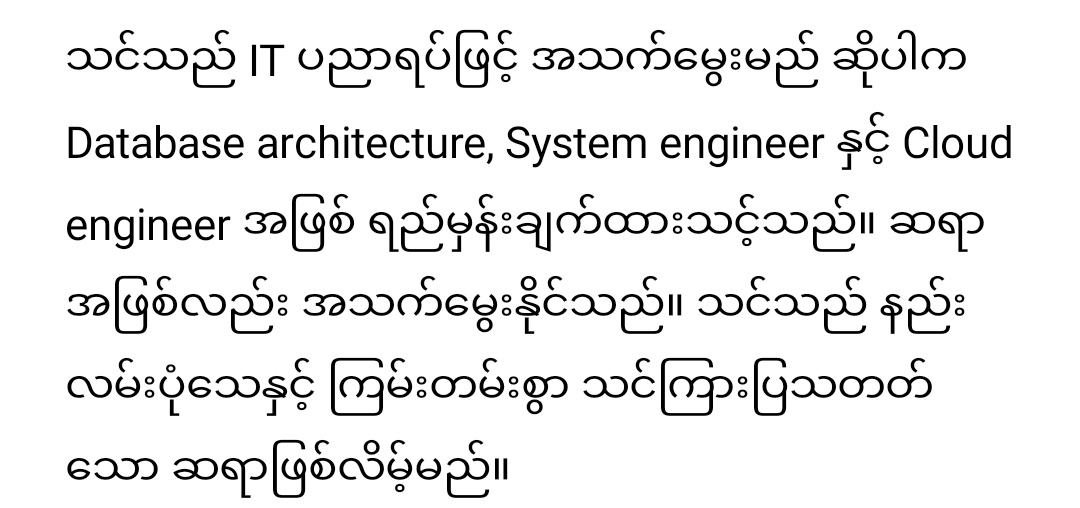 သင်သည် IT ပညာရပ်ဖြင့် အသက်မွေးမည် ဆိုပါက
Database architecture, System engineer နှင့် Cloud
engineer အဖြစ် ရည်မှန်းချက်ထားသင့်သည်။ ဆရာ
အဖြစ်လည်း အသက်မွေးနိုင်သည်။ သင်သည် နည်း
လမ်းပုံသေနှင့် ကြမ်းတမ်းစွာ သင်ကြားပြသတတ်
သော ဆရာဖြစ်လိမ့်မည်။